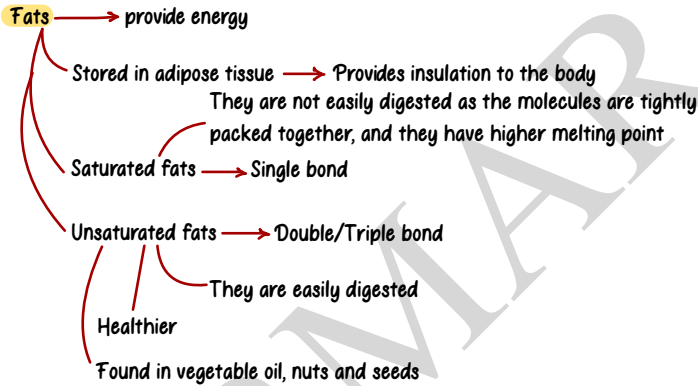 Fats → provide energy
Stored in adipose tissue → Provides insulation to the body
They are not easily digested as the molecules are tightly
packed together, and they have higher melting point
Saturated fats → Single bond
Unsaturated fats → Double/Triple bond
They are easily digested
Healthier
Found in vegetable oil, nuts and seeds